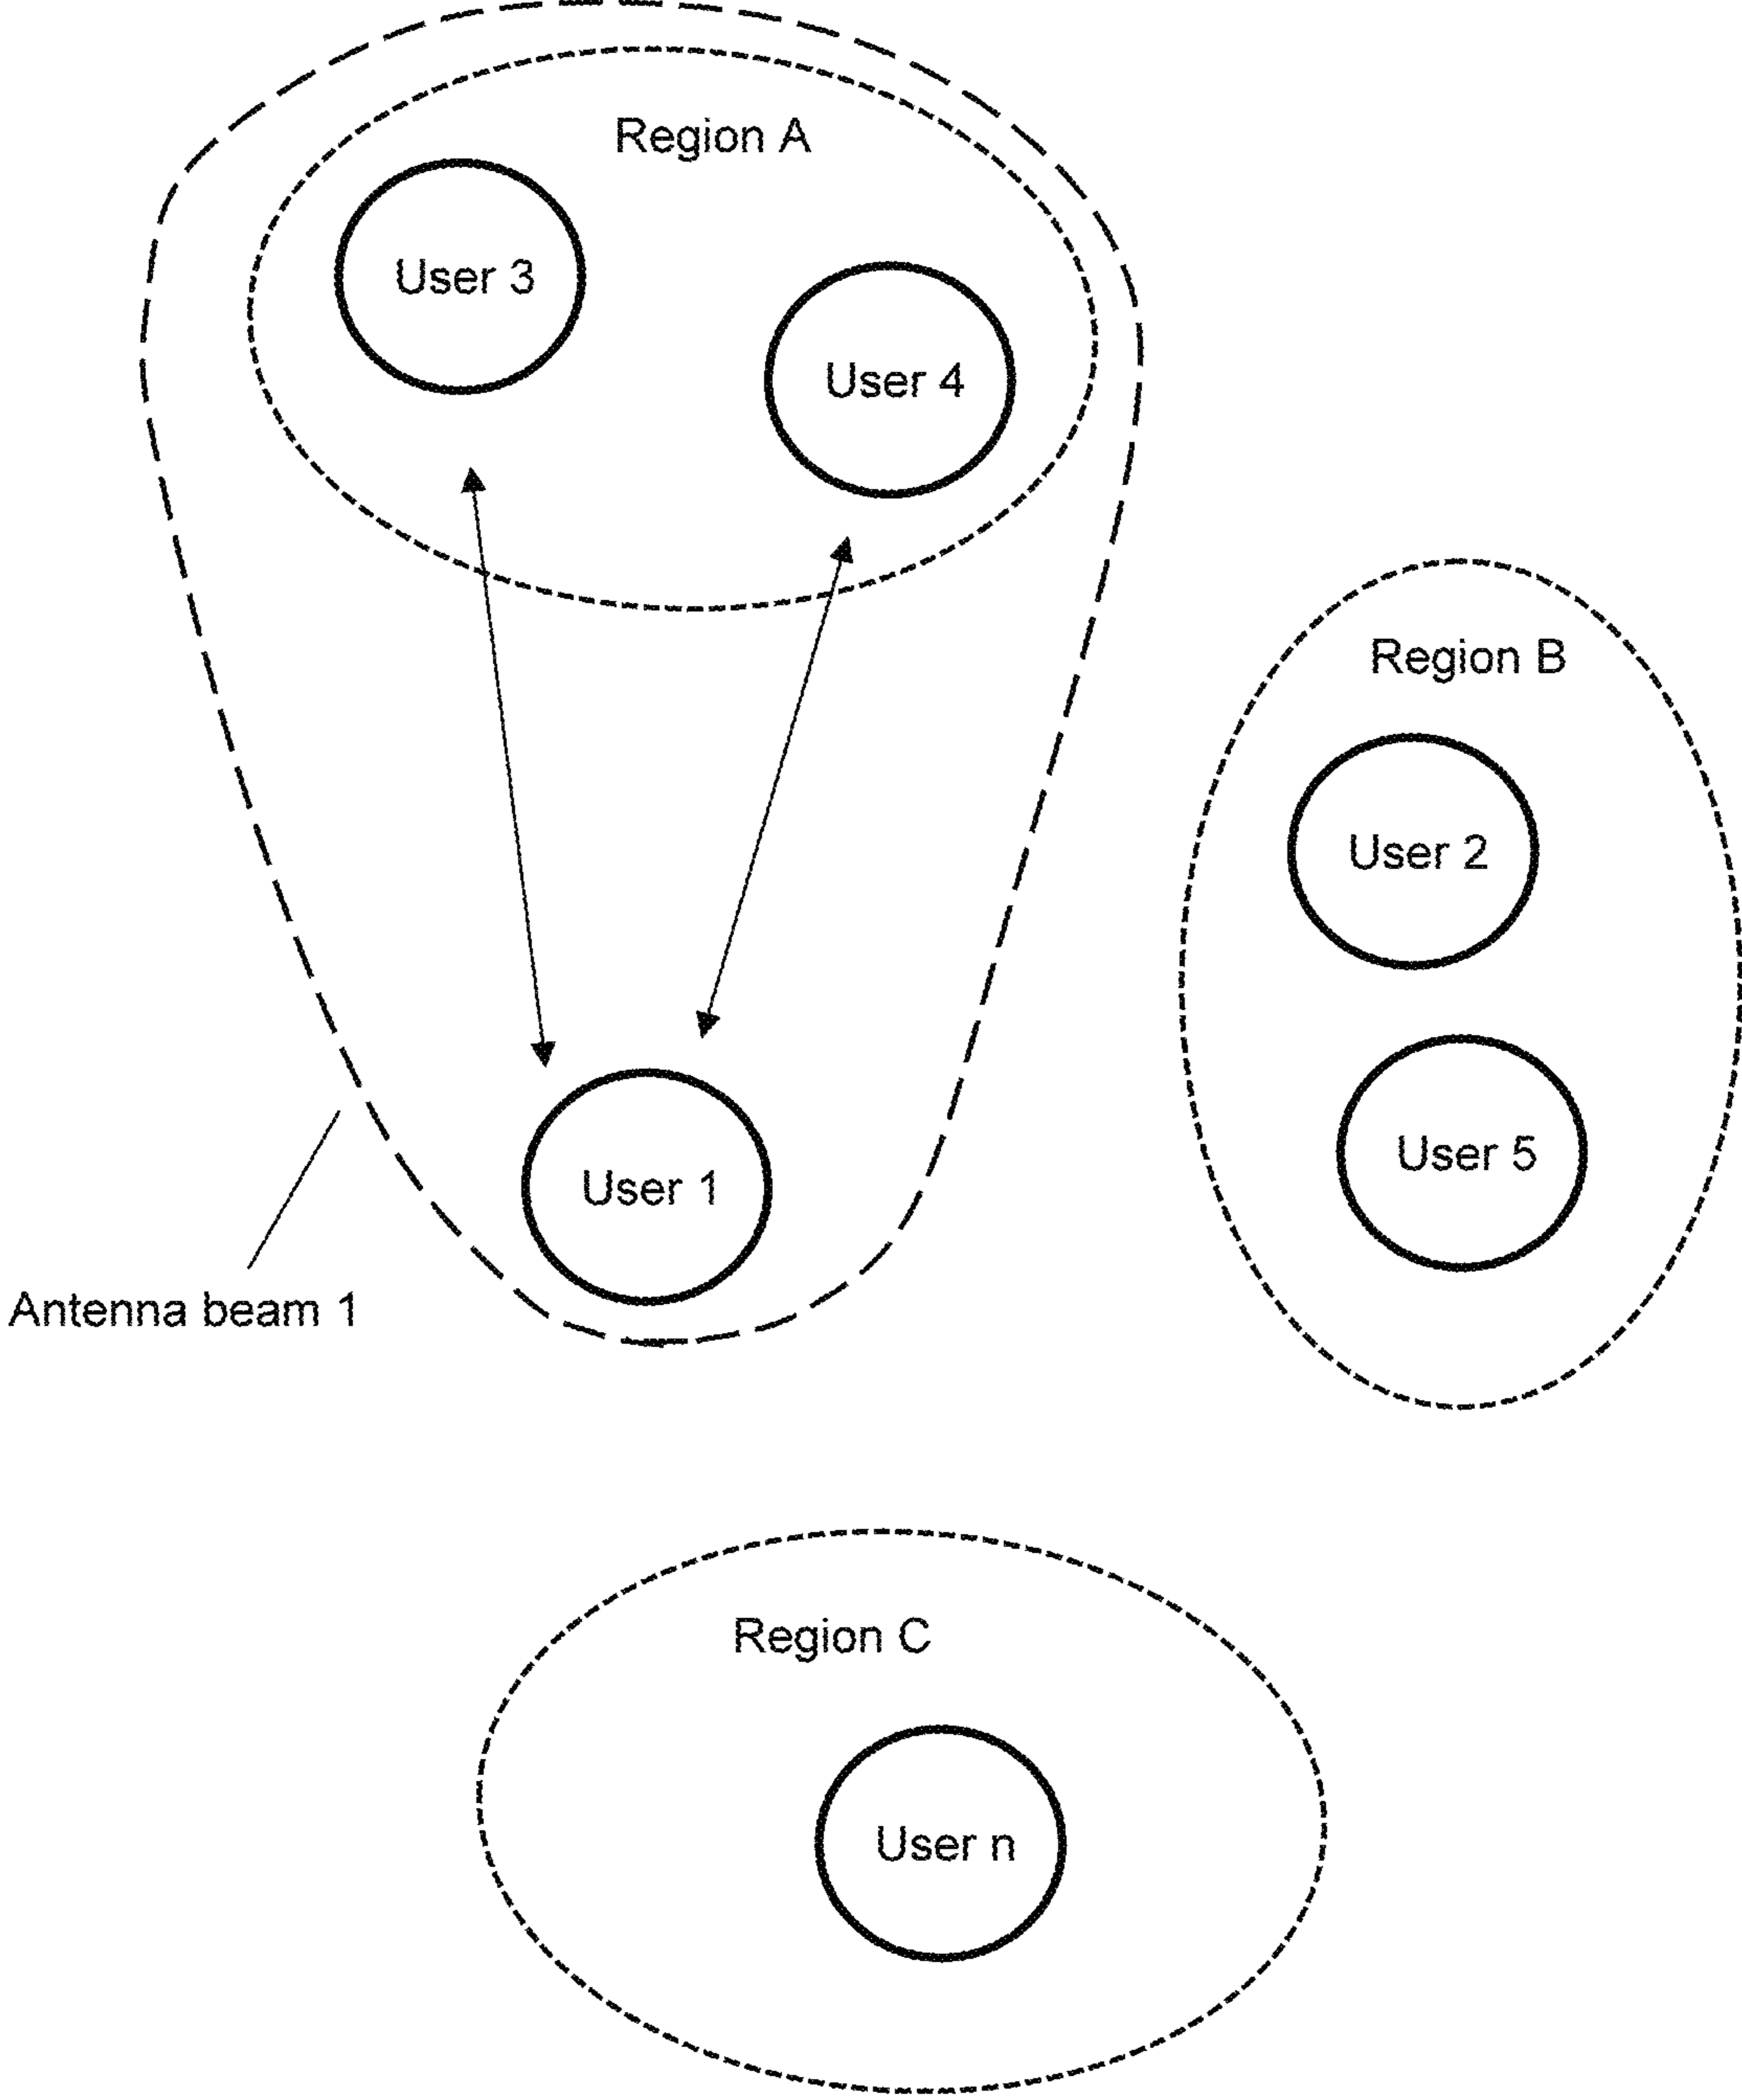 Region A
User 3
User 4
Region B
User 2
User 5
User 1
Antenna beam 1
Region C
User n